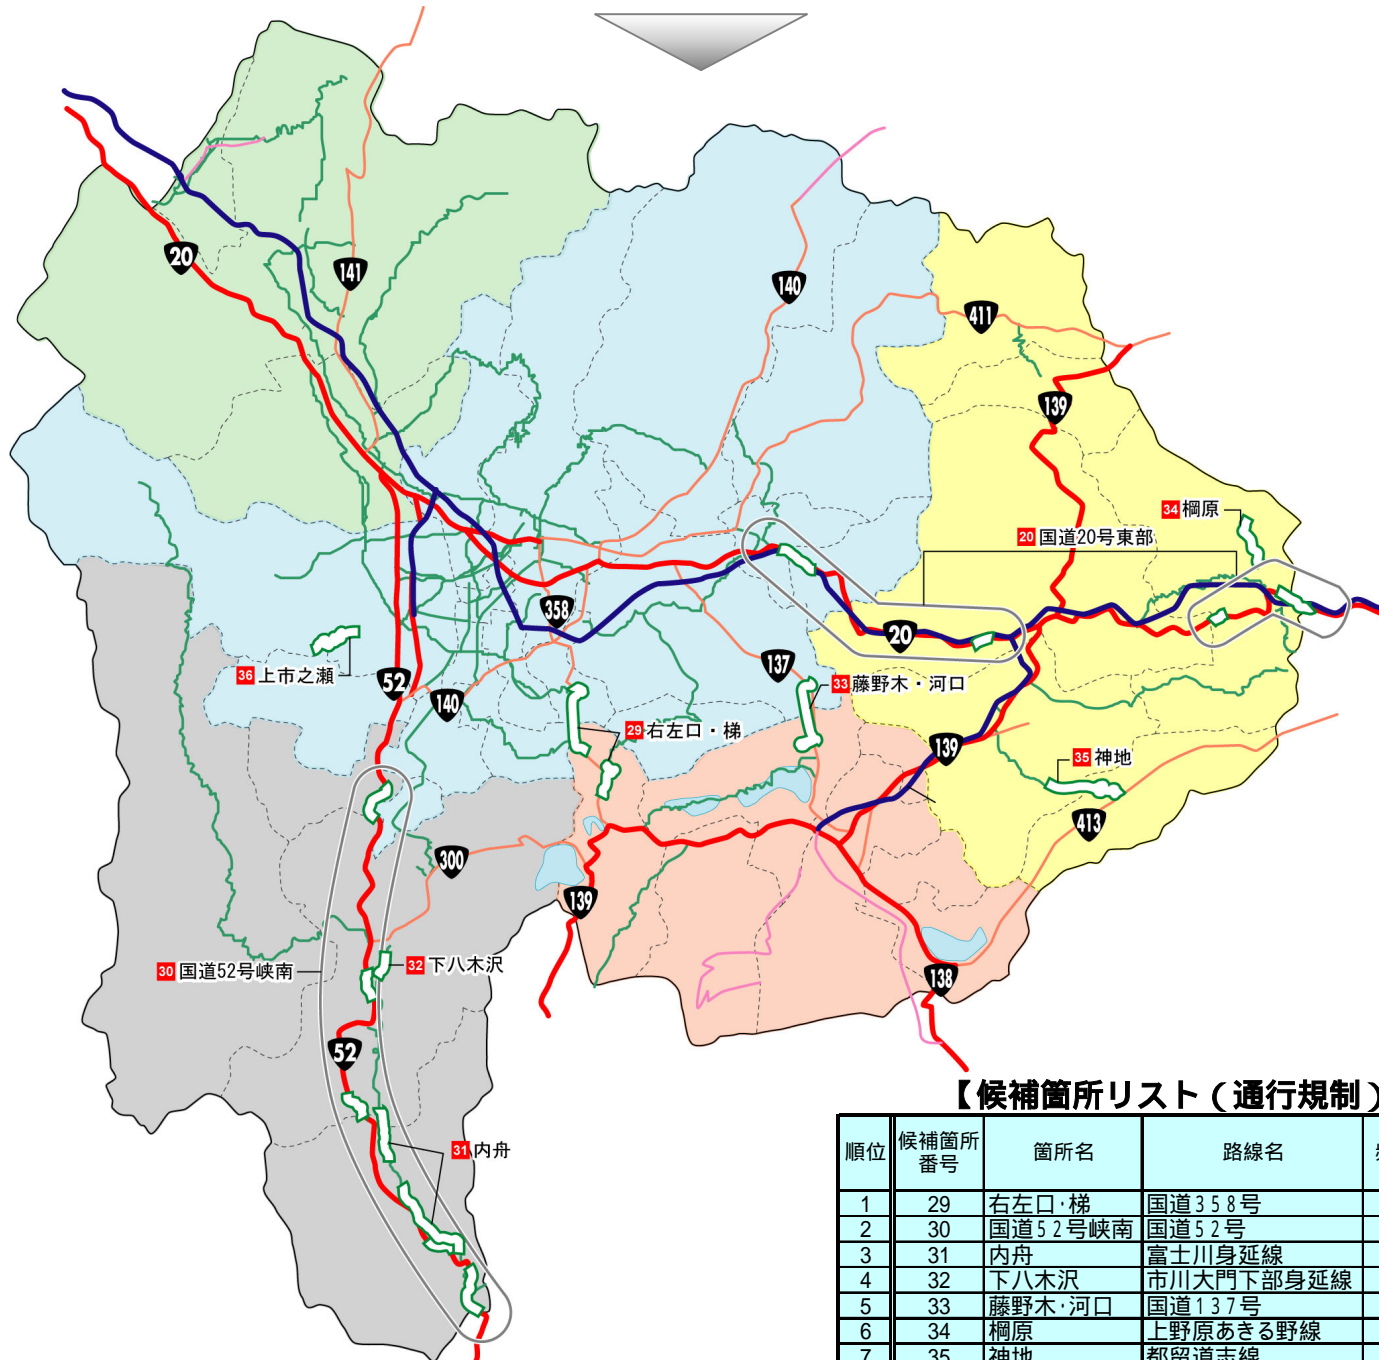 20
141
140
411
139
34 棡原
20 国道20号東部
358
20
36 上市之瀬
52
140
137
33 藤野木・河口
29 右左口・梯
139
35 神地
413
300
139
30 国道52号峡南
32 下八木沢
138
52
31 内舟
【候補箇所リスト（通行規制）
順位 候補箇所番号 箇所名 路線名
1 29 右左口・梯 国道358号
2 30 国道52号峡南 国道52号
3 31 内舟 富士川身延線
4 32 下八木沢 市川大門下部身延線
5 33 藤野木・河口 国道137号
6 34 棡原 上野原あきる野線
7 35 神地 都留道志線